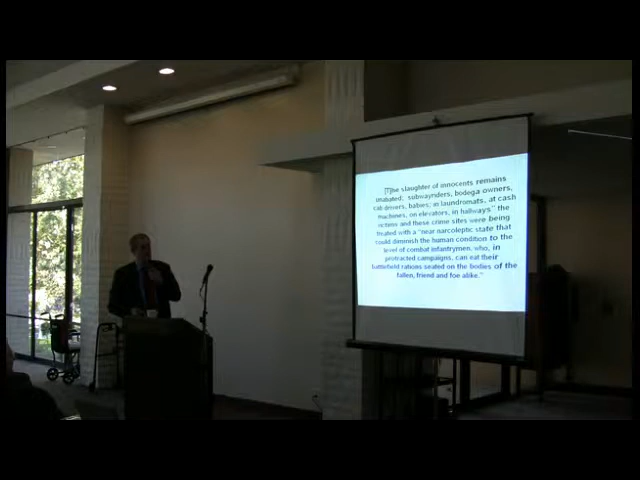 [T]he slaughter of innocents remains
unabated: subwayriders, bodega owners,
cab drivers, babies; in laundromats, at cash
machines, on elevators, in hallways" the
victims and these crime sites were being
treated with a "near narcoleptic state that
could diminish the human condition to the
level of combat infantrymen, who, in
protracted campaigns, can eat their
battlefield rations seated on the bodies of the
fallen, friend and foe alike."